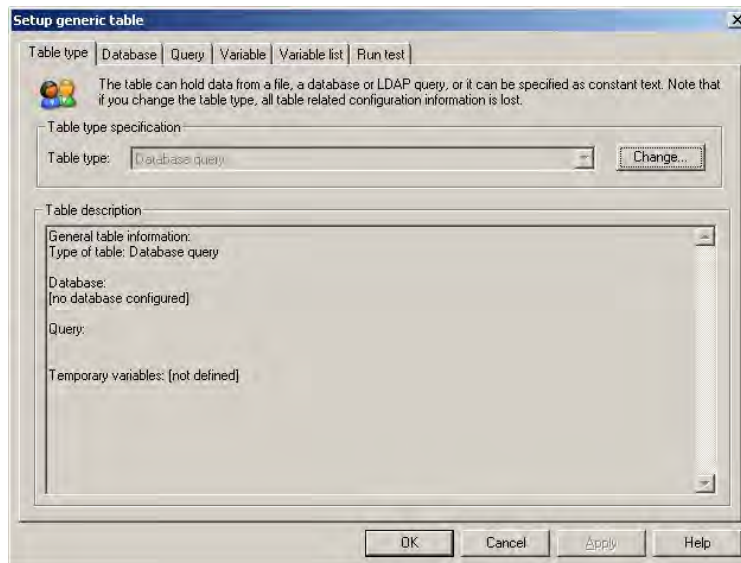 Setup generic table
Table type
Database
Query
Variable
Variable list
Run test
The table can hold data from a file, a database or LDAP query, or it can be specified as constant text. Note that
if you change the table type, all table related configuration information is lost.
Table type specification
Table type:
Database query
Change...
Table description
General table information:
Type of table: Database query
Database:
[no database configured]
Query:
Temporary variables: [not defined]
OK
Cancel
Apply
Help